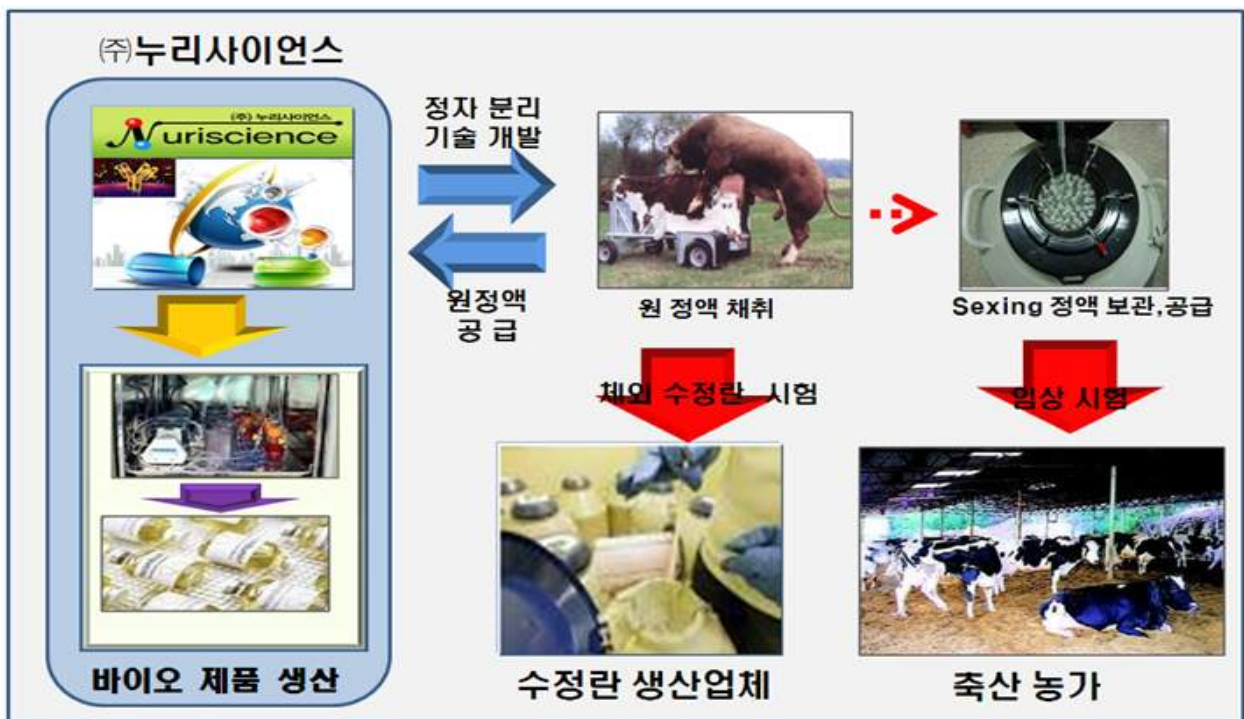 ㈜누리사이언스
(주) 누리사이언스
Nuriscience
바이오 제품 생산
정자 분리
기술 개발
원정액
공 급
원 정액 채취
Sexing 정액 보관,공급
체외 수정란 시험
임상 시험
수정란 생산업체
축산 농가